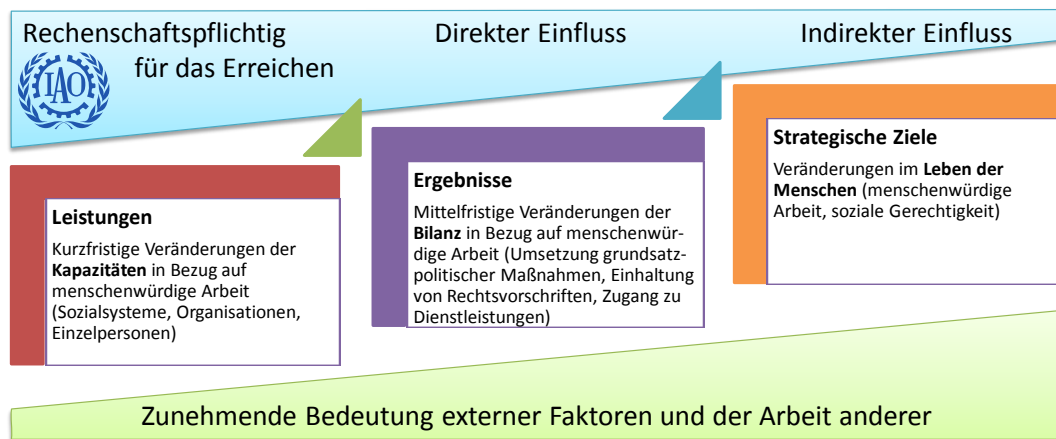 Rechenschaftspflichtig
für das Erreichen
Direkter Einfluss
Indirekter Einfluss
IAO
Leistungen
Kurzfristige Veränderungen der
Kapazitäten in Bezug auf
menschenwürdige Arbeit
(Sozialsysteme, Organisationen,
Einzelpersonen)
Ergebnisse
Mittelfristige Veränderungen der
Bilanz in Bezug auf menschenwür-
dige Arbeit (Umsetzung grundsatz-
politischer Maßnahmen, Einhaltung
von Rechtsvorschriften, Zugang zu
Dienstleistungen)
Strategische Ziele
Veränderungen im Leben der
Menschen (menschenwürdige
Arbeit, soziale Gerechtigkeit)
Zunehmende Bedeutung externer Faktoren und der Arbeit anderer